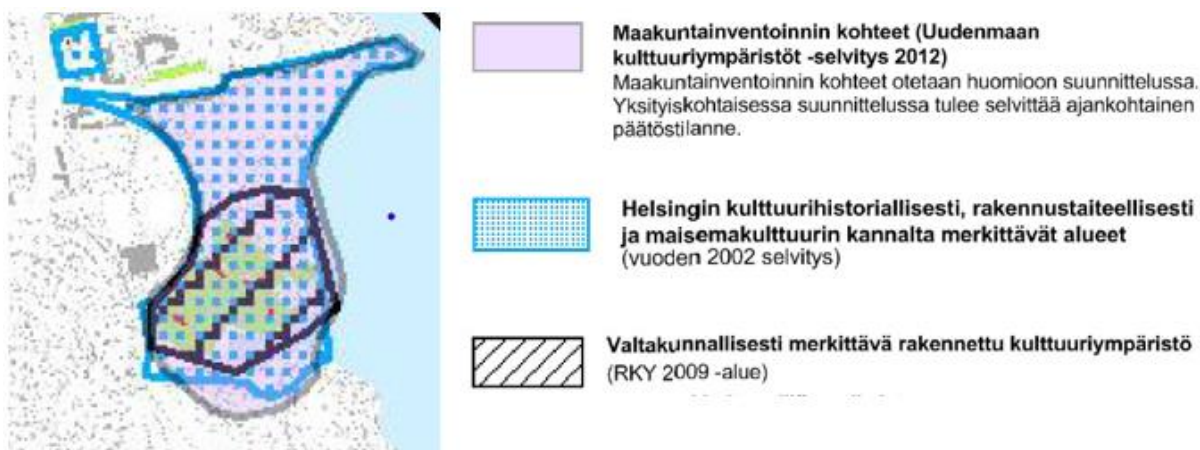 Maakuntainventoinnin kohteet (Uudenmaan
kulttuuriympäristöt -selvitys 2012)
Maakuntainventoinnin kohteet otetaan huomioon suunnittelussa.
Yksityiskohtaisessa suunnittelussa tulee selvittää ajankohtainen
päätöstilanne.
Helsingin kulttuurihistoriallisesti, rakennustaiteellisesti
ja maisemakulttuurin kannalta merkittävät alueet
(vuoden 2002 selvitys)
Valtakunnallisesti merkittävä rakennettu kulttuuriympäristö
(RKY 2009 -alue)